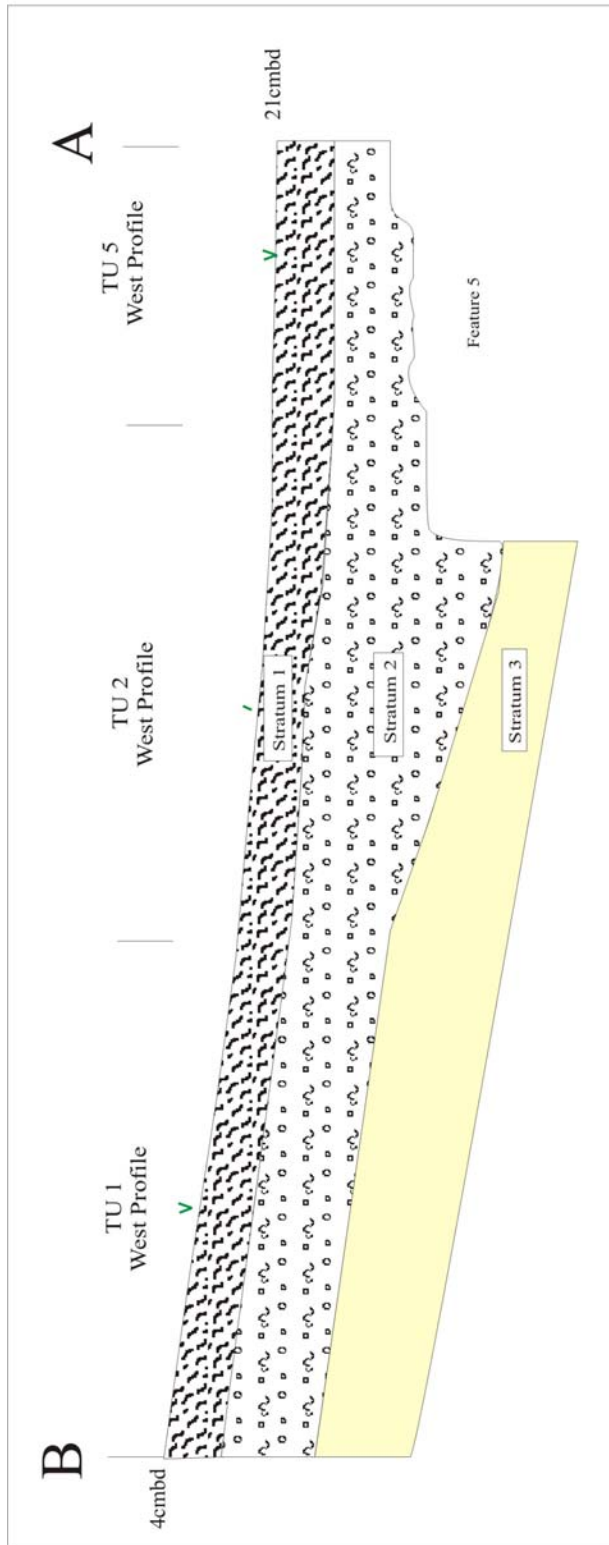 B
A
TU 1
West Profile
TU 2
West Profile
TU 5
West Profile
4cmbd
21cmbd
Stratum 1
Stratum 2
Stratum 3
Feature 5